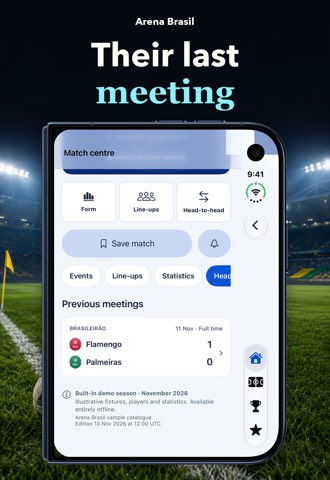 Arena Brasil
Their last
meeting
Match centre
9:41
Form
Line-ups
Head-to-head
Save match
Events
Line-ups
Statistics
Head
Previous meetings
BRASILEIRÃO
11 Nov · Full time
Flamengo
1
Palmeiras
0
Built-in demo season · November 2026
Illustrative fixtures, players and statistics. Available
entirely offline.
Arena Brasil sample catalogue
Edition 13 Nov 2026 at 12:00 UTC